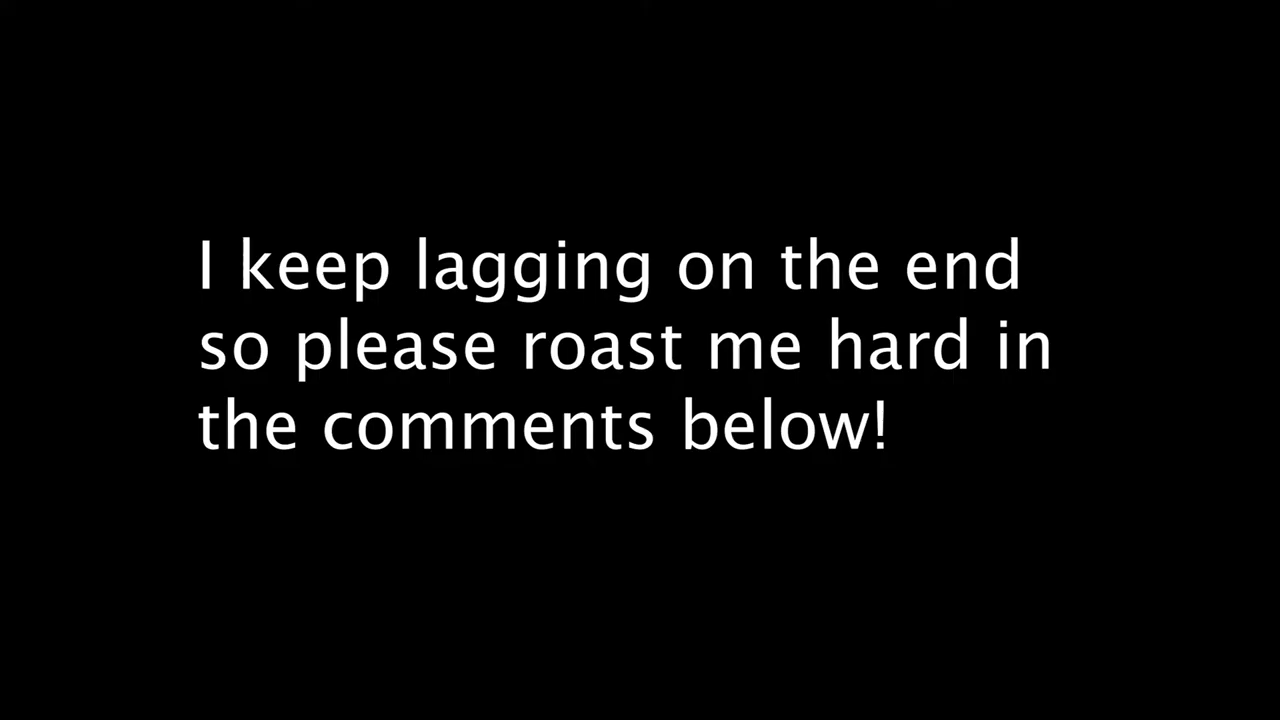 I keep lagging on the end
so please roast me hard in
the comments below!